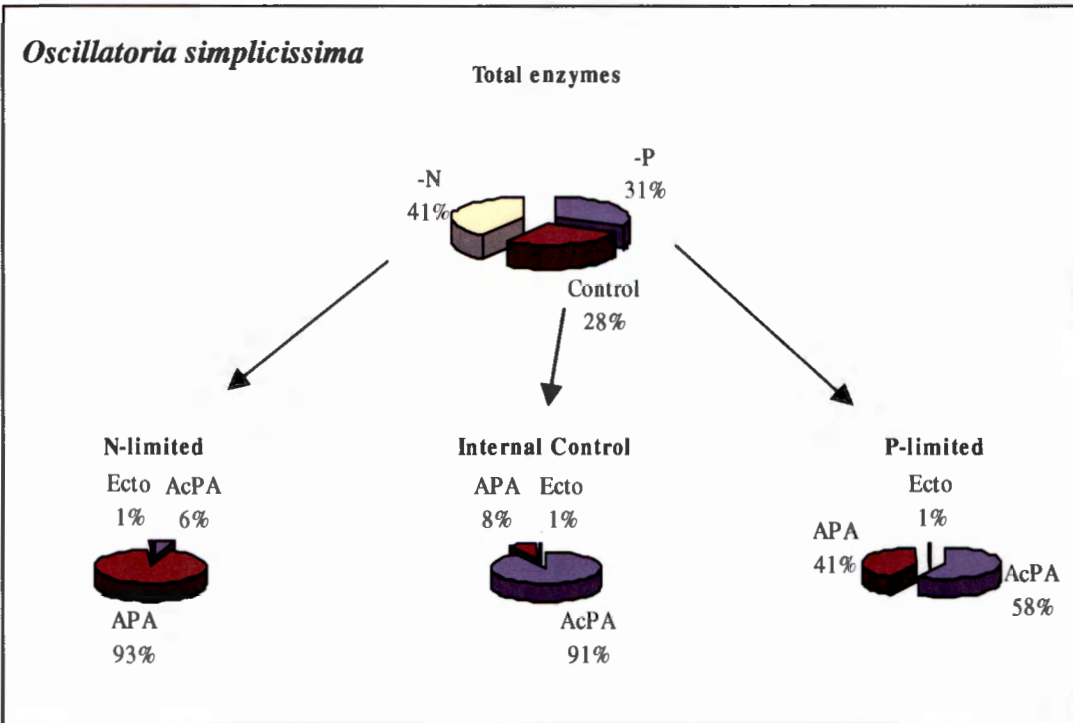 Oscillatoria simplicissima
Total enzymes
-N
41%
-P
31%
Control
28%
N-limited
Ecto AcPA
1% 6%
APA
93%
Internal Control
APA Ecto
8% 1%
AcPA
91%
P-limited
Ecto
1%
APA
41%
AcPA
58%